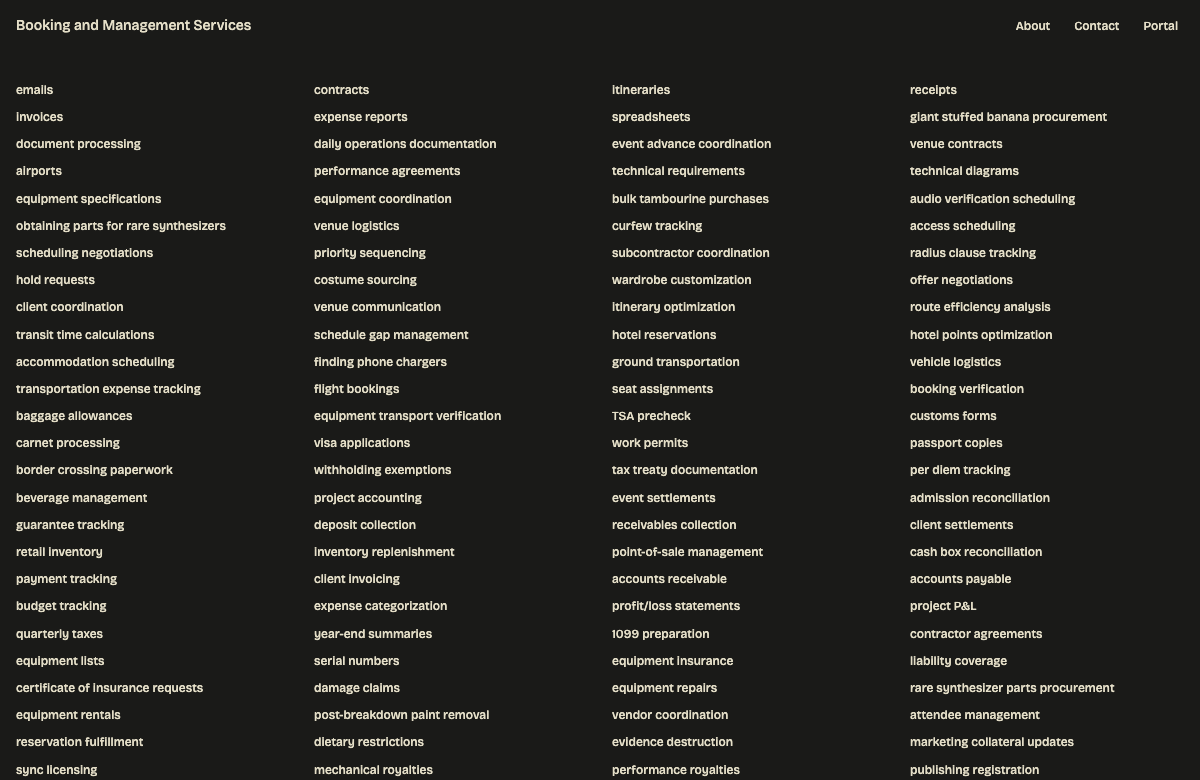 Booking and Management Services
About Contact Portal
emails contracts itineraries receipts
invoices expense reports spreadsheets giant stuffed banana procurement
document processing daily operations documentation event advance coordination venue contracts
airports performance agreements technical requirements technical diagrams
equipment specifications equipment coordination bulk tambourine purchases audio verification scheduling
obtaining parts for rare synthesizers venue logistics curfew tracking access scheduling
scheduling negotiations priority sequencing subcontractor coordination radius clause tracking
hold requests costume sourcing wardrobe customization offer negotiations
client coordination venue communication itinerary optimization route efficiency analysis
transit time calculations schedule gap management hotel reservations hotel points optimization
accommodation scheduling finding phone chargers ground transportation vehicle logistics
transportation expense tracking flight bookings seat assignments booking verification
baggage allowances equipment transport verification TSA precheck customs forms
carnet processing visa applications work permits passport copies
border crossing paperwork withholding exemptions tax treaty documentation per diem tracking
beverage management project accounting event settlements admission reconciliation
guarantee tracking deposit collection receivables collection client settlements
retail inventory inventory replenishment point-of-sale management cash box reconciliation
payment tracking client invoicing accounts receivable accounts payable
budget tracking expense categorization profit/loss statements project P&L
quarterly taxes year-end summaries 1099 preparation contractor agreements
equipment lists serial numbers equipment insurance liability coverage
certificate of insurance requests damage claims equipment repairs rare synthesizer parts procurement
equipment rentals post-breakdown paint removal vendor coordination attendee management
reservation fulfillment dietary restrictions evidence destruction marketing collateral updates
sync licensing mechanical royalties performance royalties publishing registration